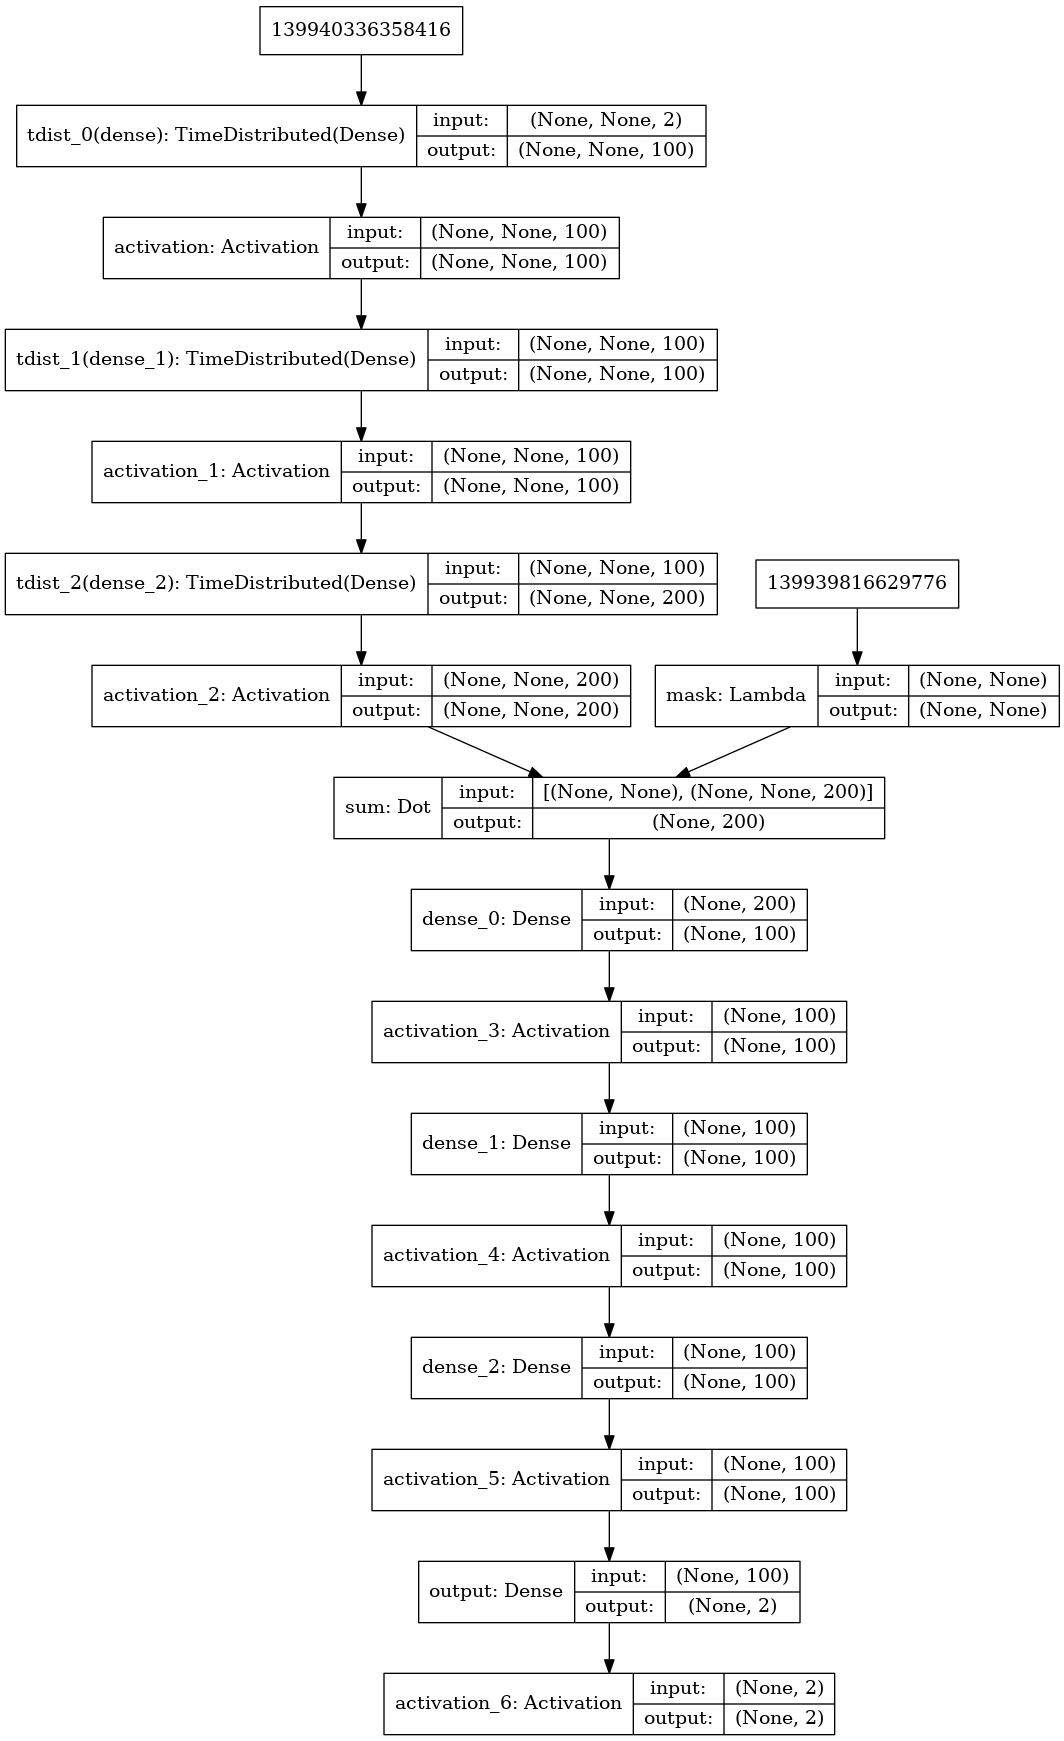 139940336358416
tdist_0(dense): TimeDistributed(Dense)
input:
(None, None, 2)
output:
(None, None, 100)
activation: Activation
input:
(None, None, 100)
output:
(None, None, 100)
tdist_1(dense_1): TimeDistributed(Dense)
input:
(None, None, 100)
output:
(None, None, 100)
activation_1: Activation
input:
(None, None, 100)
output:
(None, None, 100)
tdist_2(dense_2): TimeDistributed(Dense)
input:
(None, None, 100)
output:
(None, None, 200)
139939816629776
activation_2: Activation
input:
(None, None, 200)
output:
(None, None, 200)
mask: Lambda
input:
(None, None)
output:
(None, None)
sum: Dot
input:
[(None, None), (None, None, 200)]
output:
(None, 200)
dense_0: Dense
input:
(None, 200)
output:
(None, 100)
activation_3: Activation
input:
(None, 100)
output:
(None, 100)
dense_1: Dense
input:
(None, 100)
output:
(None, 100)
activation_4: Activation
input:
(None, 100)
output:
(None, 100)
dense_2: Dense
input:
(None, 100)
output:
(None, 100)
activation_5: Activation
input:
(None, 100)
output:
(None, 100)
output: Dense
input:
(None, 100)
output:
(None, 2)
activation_6: Activation
input:
(None, 2)
output:
(None, 2)